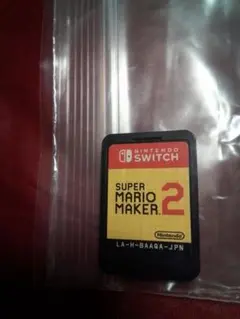 NINTENDO
SWITCH
SUPER
MARIO
MAKER 2
Nintendo
LA-H-BAAQA-JPN